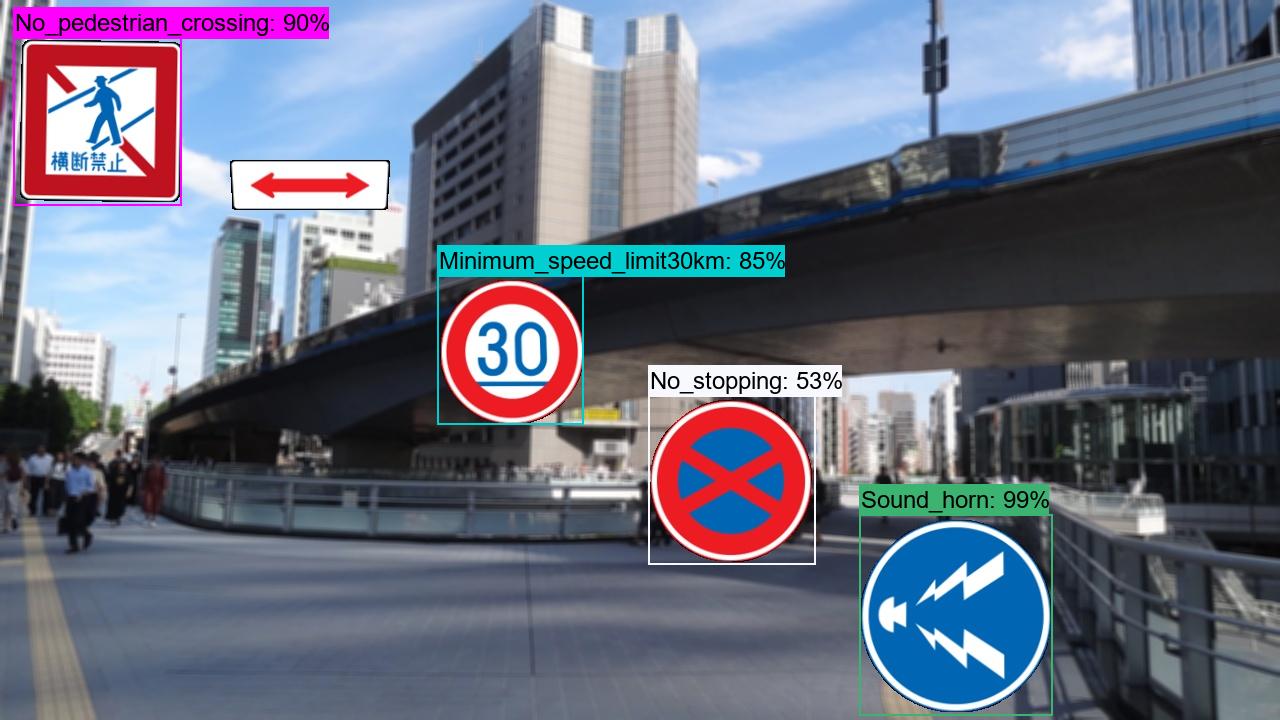 No_pedestrian_crossing: 90%
横断禁止
Minimum_speed_limit30km: 85%
30
No_stopping: 53%
Sound_horn: 99%